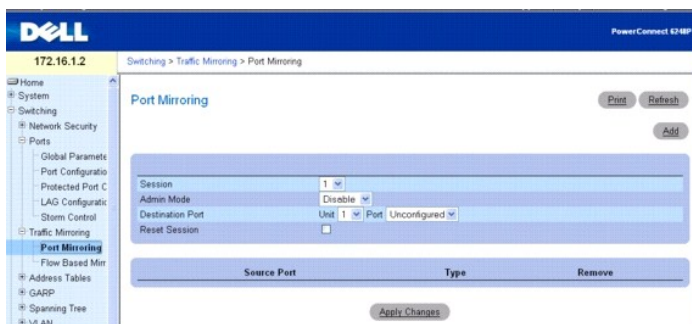 DELL
PowerConnect 6248P
172.16.1.2
Switching > Traffic Mirroring > Port Mirroring
Home
System
Switching
Network Security
Ports
Global Paramete
Port Configuratio
Protected Port C
LAG Configuratic
Storm Control
Traffic Mirroring
Port Mirroring
Flow Based Mirr
Address Tables
GARP
Spanning Tree
VLAN
Port Mirroring
Print Refresh
Add
Session 1
Admin Mode Disable
Destination Port Unit 1 Port Unconfigured
Reset Session
Source Port Type Remove
Apply Changes